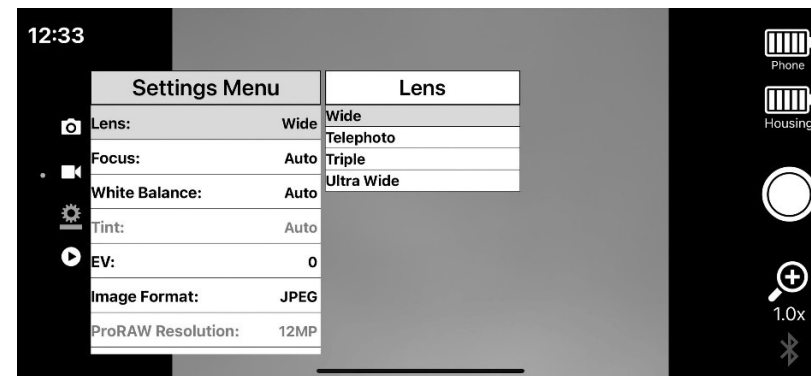 12:33
Settings Menu
Lens: Wide
Focus: Auto
White Balance: Auto
Tint: Auto
EV: 0
Image Format: JPEG
ProRAW Resolution: 12MP
Lens
Wide
Telephoto
Triple
Ultra Wide
Phone
Housing
1.0x